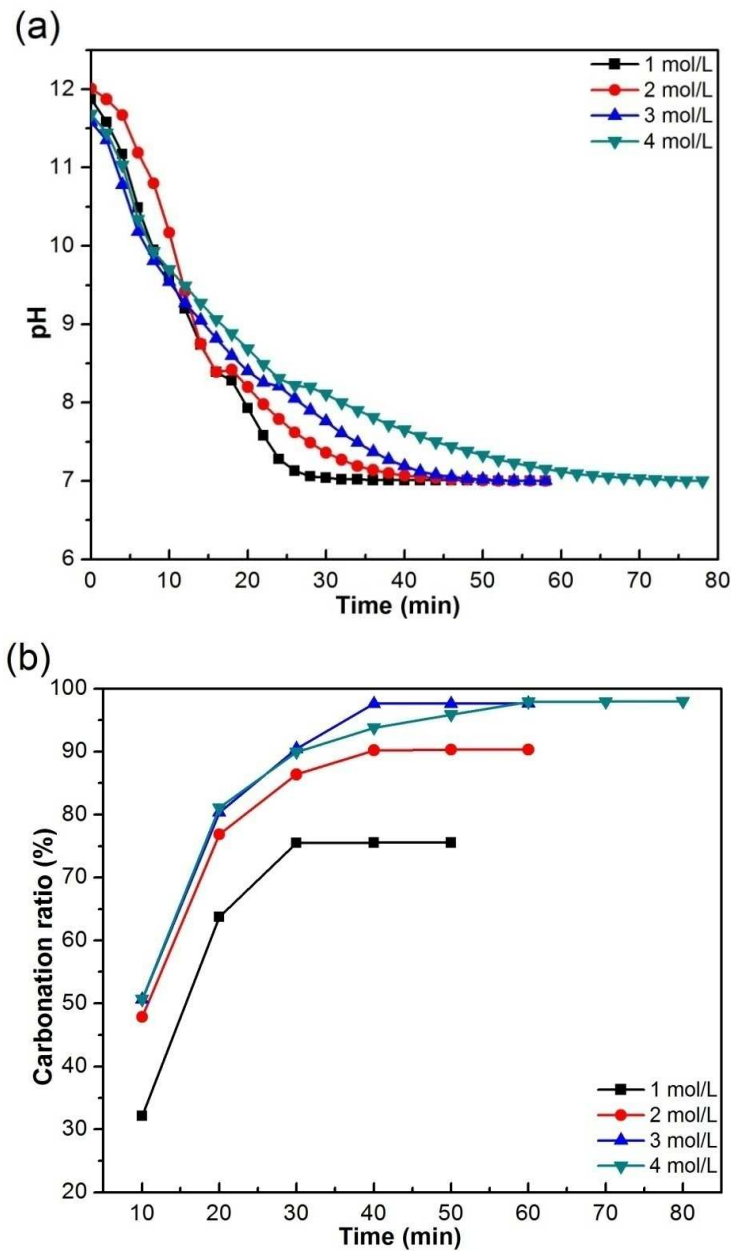 (a)
12
11
10
9
8
7
6
pH
1 mol/L
2 mol/L
3 mol/L
4 mol/L
0 10 20 30 40 50 60 70 80
Time (min)
(b)
100
90
80
70
60
50
40
30
20
Carbonation ratio (%)
1 mol/L
2 mol/L
3 mol/L
4 mol/L
10 20 30 40 50 60 70 80
Time (min)